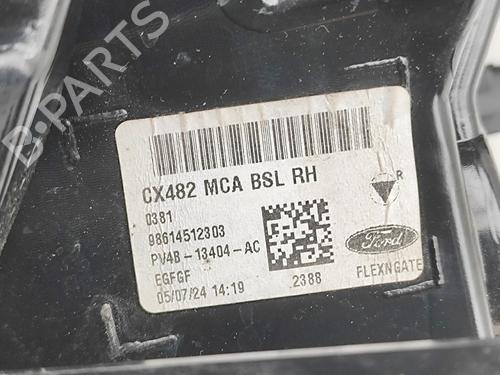 B-PARTS
CX482 MCA BSL RH
R
0381
98614512303
PV4B-13404-AC
EGFGF
05/07/24 14:19
2388
Ford
FLEXNGATE